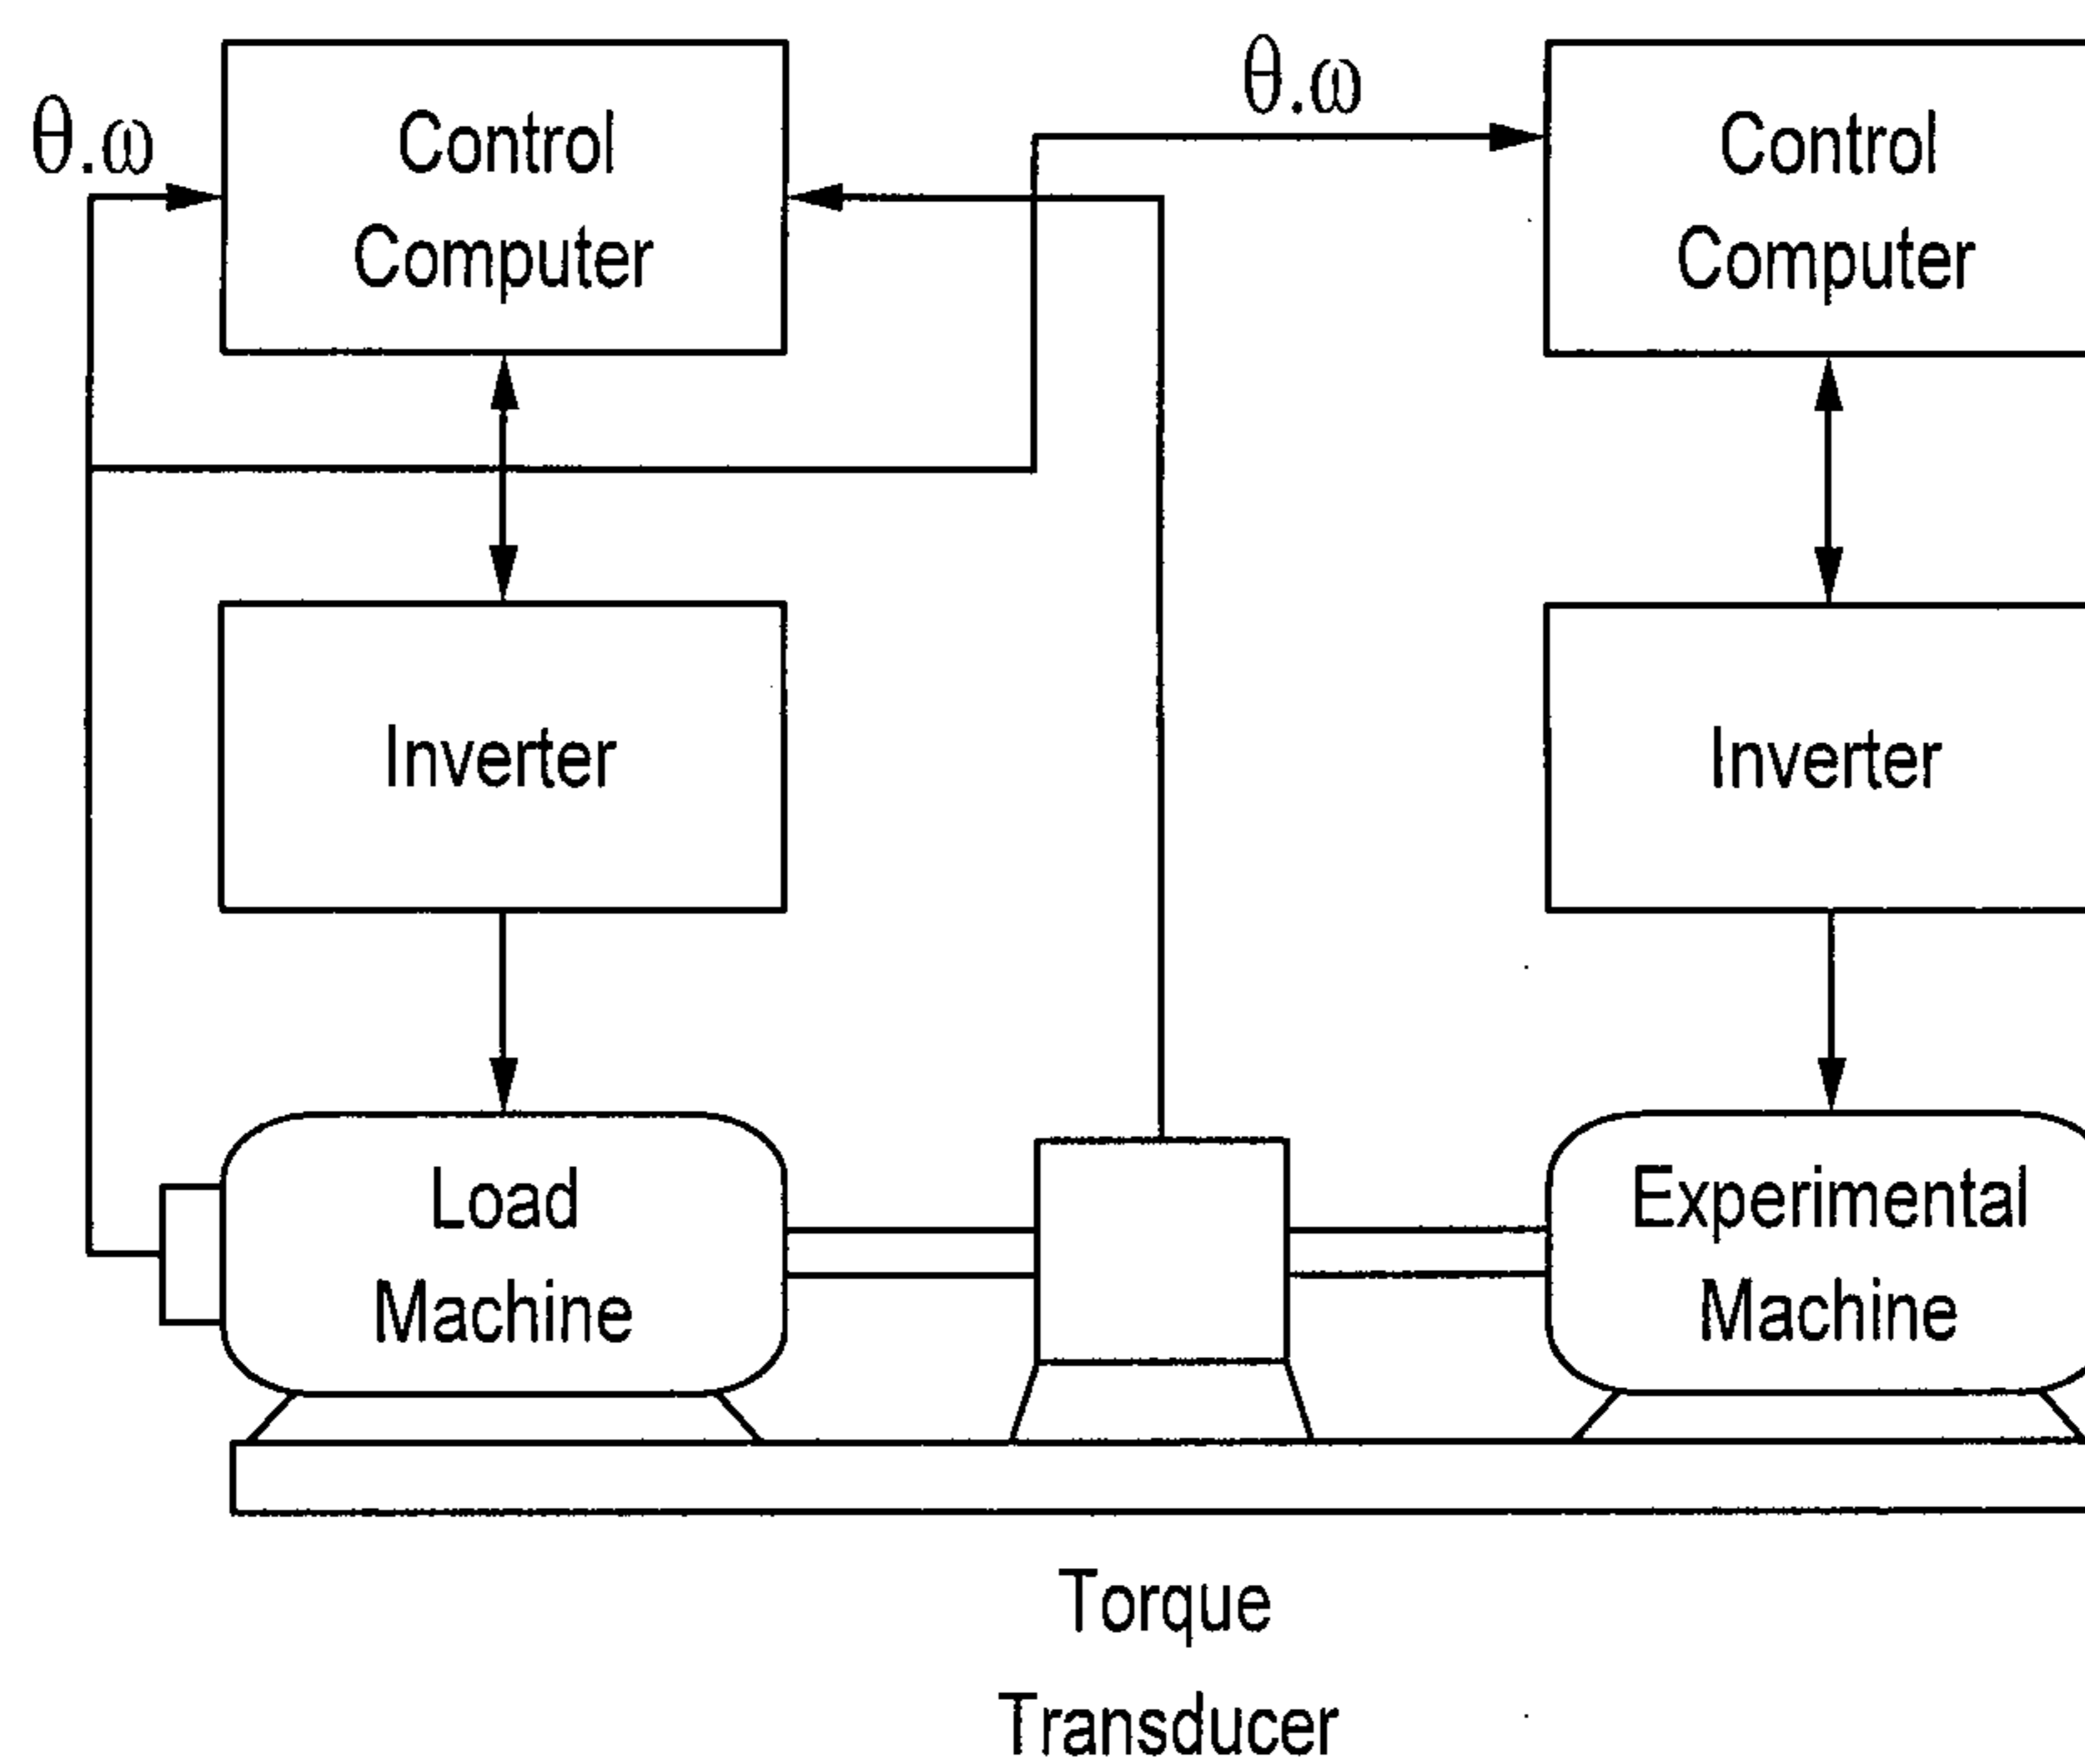 θ.ω
Control
Computer
θ.ω
Control
Computer
Inverter
Inverter
Load
Machine
Experimental
Machine
Torque
Transducer